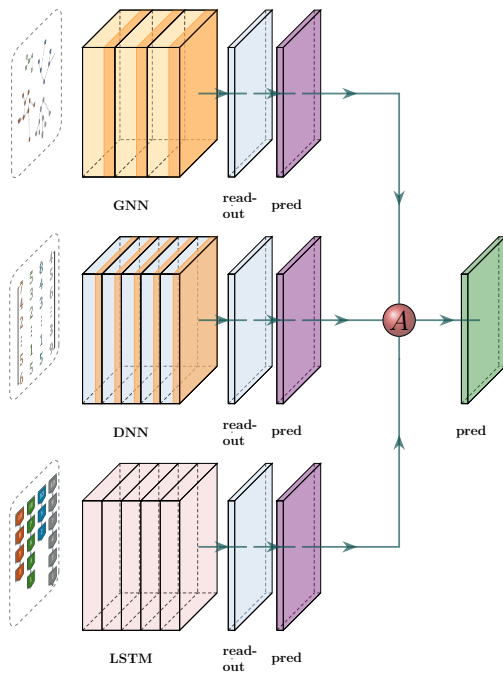 GNN
read-
out
pred
A
DNN
read-
out
pred
pred
LSTM
read-
out
pred